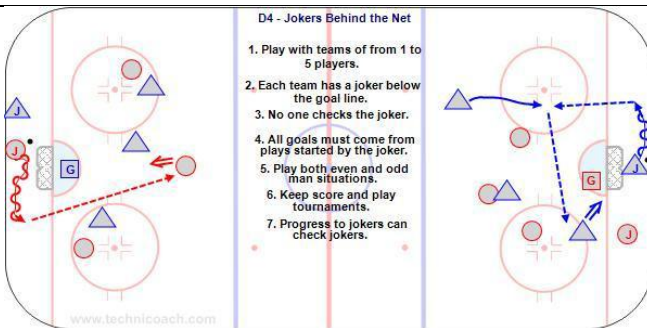 D4 - Jokers Behind the Net
1. Play with teams of from 1 to
5 players.
2. Each team has a joker below
the goal line.
3. No one checks the joker.
4. All goals must come from
plays started by the joker.
5. Play both even and odd
man situations.
6. Keep score and play
tournaments.
7. Progress to jokers can
check jokers.
J
J
G
G
J
J
www.technicoach.com